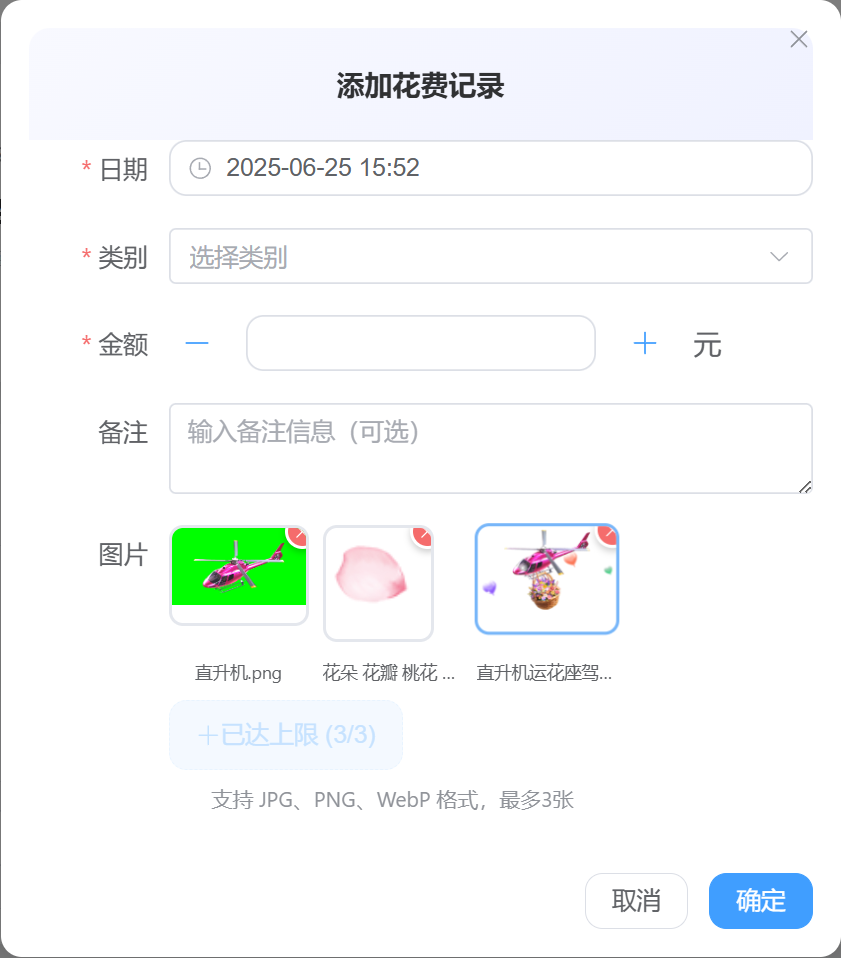 添加花费记录
* 日期 2025-06-25 15:52
* 类别 选择类别
* 金额 元
备注 输入备注信息（可选）
图片
直升机.png 花朵 花瓣 桃花 ... 直升机运花座驾...
+已达上限 (3/3)
支持 JPG、PNG、WebP 格式，最多3张
取消 确定